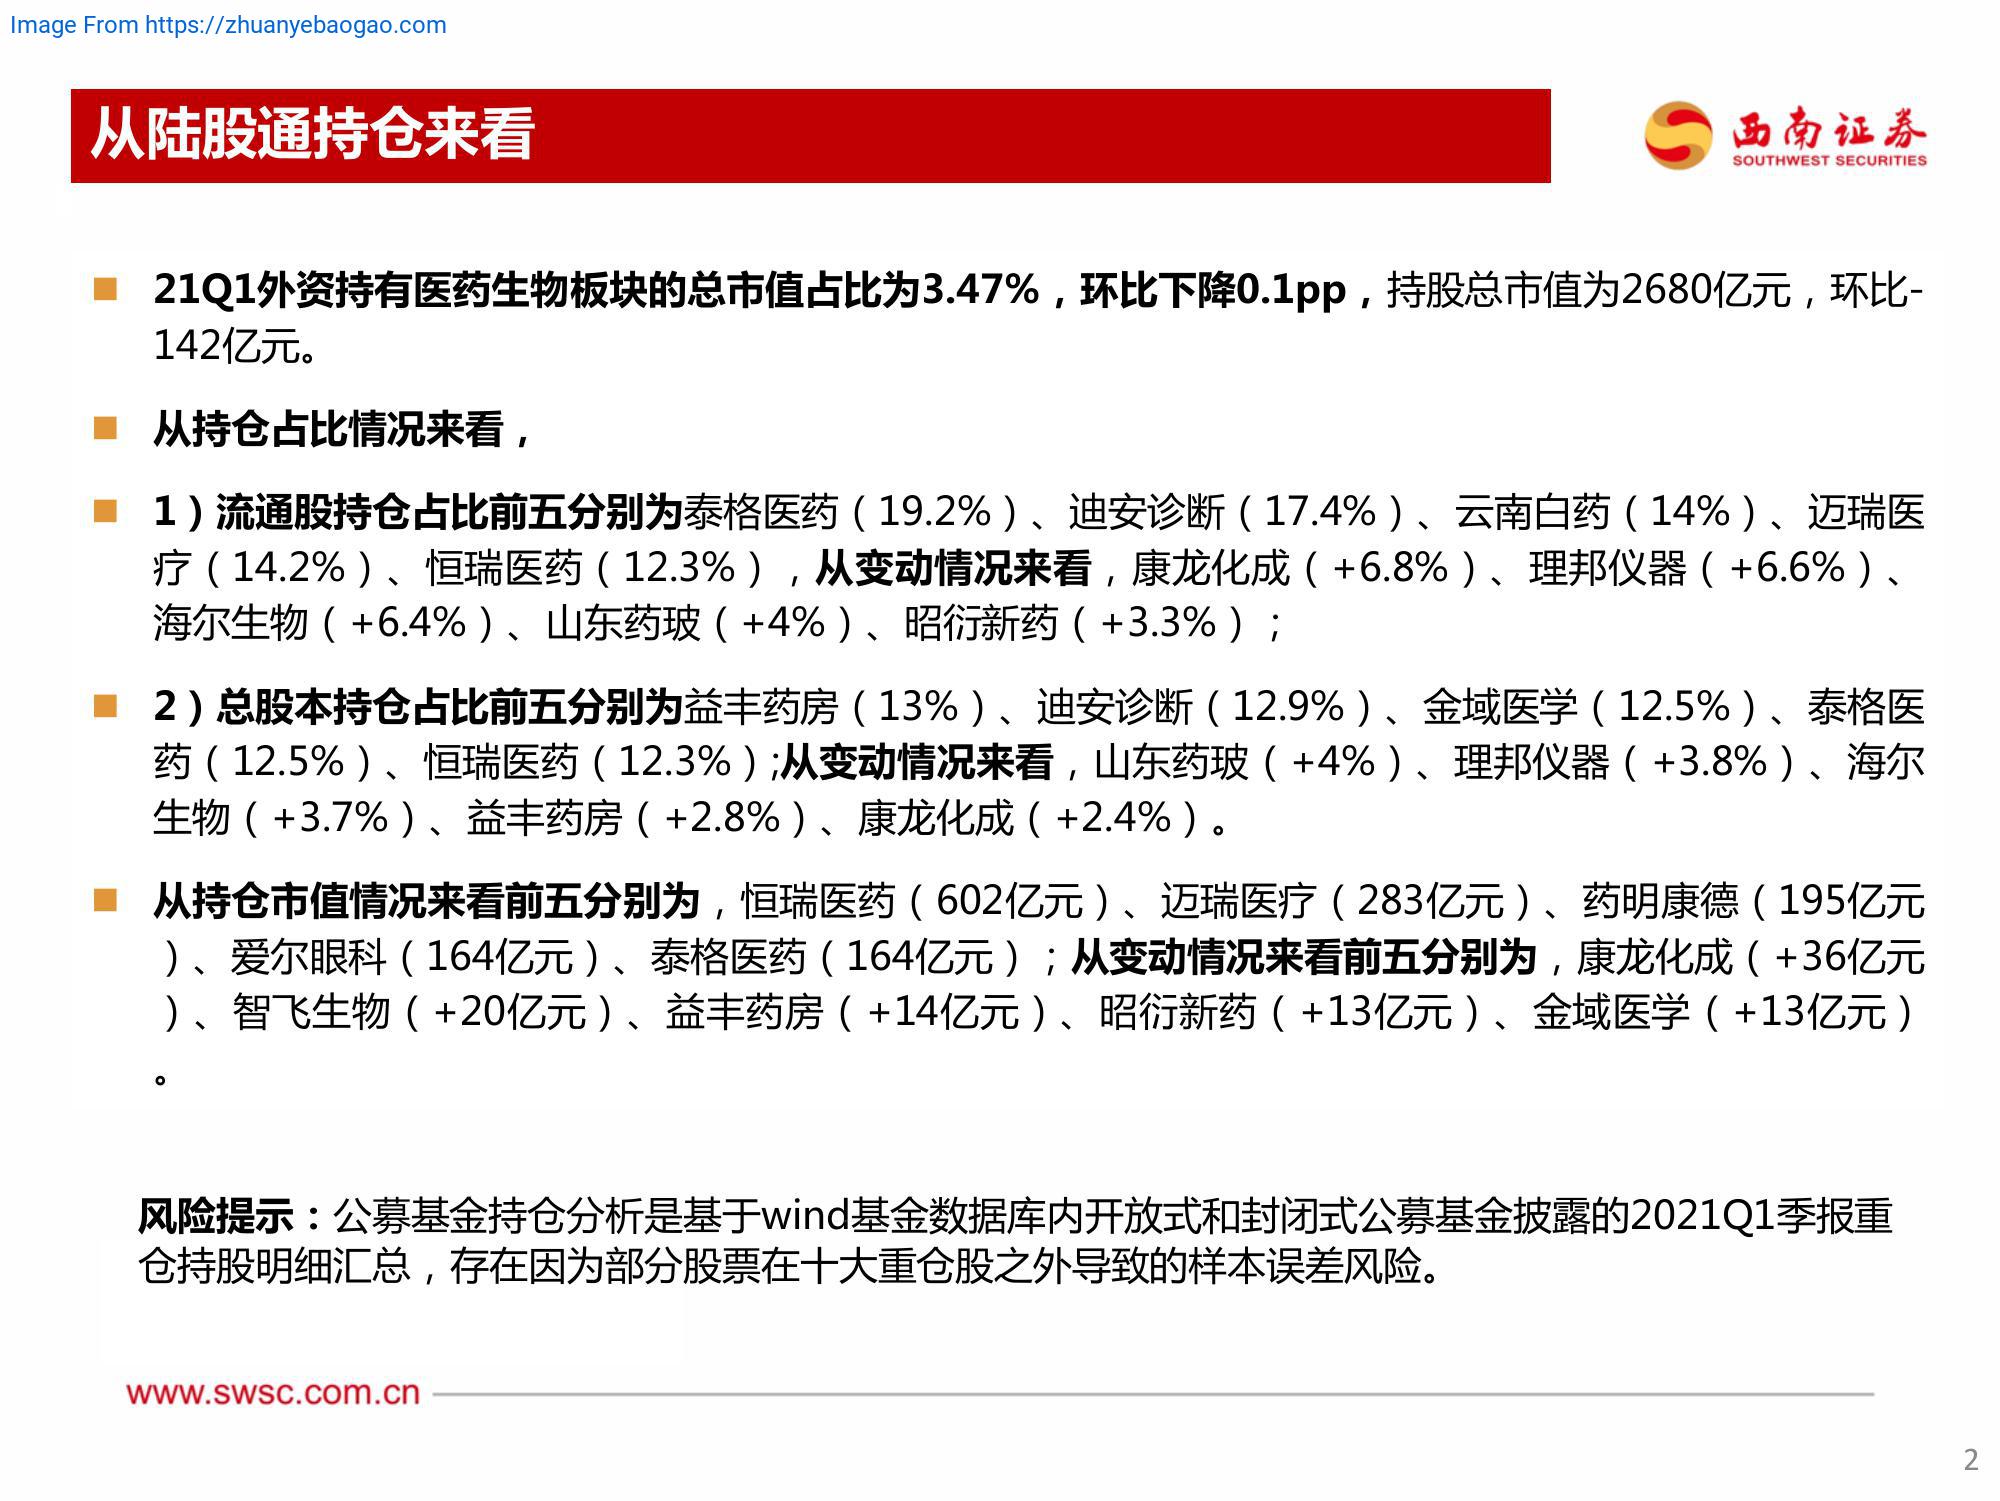 Image From https://zhuanyebaogao.com
从陆股通持仓来看
西南证券
SOUTHWEST SECURITIES
21Q1外资持有医药生物板块的总市值占比为3.47%，环比下降0.1pp，持股总市值为2680亿元，环比-
142亿元。
从持仓占比情况来看，
1）流通股持仓占比前五分别为泰格医药（19.2%）、迪安诊断（17.4%）、云南白药（14%）、迈瑞医
疗（14.2%）、恒瑞医药（12.3%），从变动情况来看，康龙化成（+6.8%）、理邦仪器（+6.6%）、
海尔生物（+6.4%）、山东药玻（+4%）、昭衍新药（+3.3%）；
2）总股本持仓占比前五分别为益丰药房（13%）、迪安诊断（12.9%）、金域医学（12.5%）、泰格医
药（12.5%）、恒瑞医药（12.3%）;从变动情况来看，山东药玻（+4%）、理邦仪器（+3.8%）、海尔
生物（+3.7%）、益丰药房（+2.8%）、康龙化成（+2.4%）。
从持仓市值情况来看前五分别为，恒瑞医药（602亿元）、迈瑞医疗（283亿元）、药明康德（195亿元
）、爱尔眼科（164亿元）、泰格医药（164亿元）；从变动情况来看前五分别为，康龙化成（+36亿元
）、智飞生物（+20亿元）、益丰药房（+14亿元）、昭衍新药（+13亿元）、金域医学（+13亿元）
。
风险提示：公募基金持仓分析是基于wind基金数据库内开放式和封闭式公募基金披露的2021Q1季报重
仓持股明细汇总，存在因为部分股票在十大重仓股之外导致的样本误差风险。
www.swsc.com.cn
2